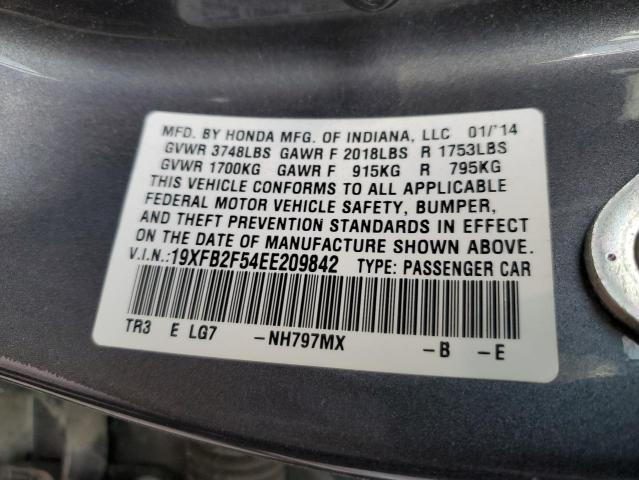 MFD. BY HONDA MFG. OF INDIANA, LLC 01/'14
GVWR 3748LBS GAWR F 2018LBS R 1753LBS
GVWR 1700KG GAWR F 915KG R 795KG
THIS VEHICLE CONFORMS TO ALL APPLICABLE
FEDERAL MOTOR VEHICLE SAFETY, BUMPER,
AND THEFT PREVENTION STANDARDS IN EFFECT
ON THE DATE OF MANUFACTURE SHOWN ABOVE.
V.I.N.:19XFB2F54EE209842 TYPE: PASSENGER CAR
TR3 E LG7 -NH797MX -B -E